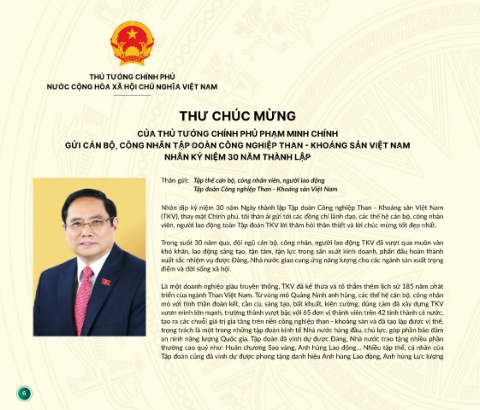 THỦ TƯỚNG CHÍNH PHỦ
NƯỚC CỘNG HÒA XÃ HỘI CHỦ NGHĨA VIỆT NAM
THƯ CHÚC MỪNG
CỦA THỦ TƯỚNG CHÍNH PHỦ PHẠM MINH CHÍNH
GỬI CÁN BỘ, CÔNG NHÂN TẬP ĐOÀN CÔNG NGHIỆP THAN - KHOÁNG SẢN VIỆT NAM
NHÂN KỶ NIỆM 30 NĂM THÀNH LẬP
Thân gửi: Tập thể cán bộ, công nhân viên, người lao động
Tập đoàn Công nghiệp Than - Khoáng sản Việt Nam
Nhân dịp kỷ niệm 30 năm Ngày thành lập Tập đoàn Công nghiệp Than - Khoáng sản Việt Nam
(TKV), thay mặt Chính phủ, tôi thân ái gửi tới các đồng chí lãnh đạo, các thế hệ cán bộ, công nhân
viên, người lao động toàn Tập đoàn TKV lời thăm hỏi thân thiết và lời chúc mừng tốt đẹp nhất.
Trong suốt 30 năm qua, đội ngũ cán bộ, công nhân, người lao động TKV đã vượt qua muôn vàn
khó khăn, lao động sáng tạo, tận tâm, tận lực trong sản xuất kinh doanh, phấn đấu hoàn thành
xuất sắc nhiệm vụ được Đảng, Nhà nước giao cung ứng năng lượng cho các ngành sản xuất trọng
điểm và đời sống xã hội.
Là một doanh nghiệp giàu truyền thống, TKV đã kế thừa và tô thắm thêm lịch sử 185 năm phát
triển của ngành Than Việt Nam. Từ vùng mỏ Quảng Ninh anh hùng, các thế hệ cán bộ, công nhân
mỏ với tinh thần đoàn kết, cần cù, sáng tạo, bất khuất, kiên cường, dũng cảm đã xây dựng TKV
vươn mình lớn mạnh, trưởng thành vượt bậc với 65 đơn vị thành viên trên 42 tỉnh thành cả nước,
tạo ra các chuỗi giá trị gia tăng trên nền công nghiệp than - khoáng sản và đã tạo lập được vị thế,
trọng trách là một trong những tập đoàn kinh tế Nhà nước hàng đầu, chủ lực, góp phần bảo đảm
an ninh năng lượng Quốc gia. Tập đoàn đã vinh dự được Đảng, Nhà nước trao tặng nhiều phần
thưởng cao quý như: Huân chương Sao vàng, Anh hùng Lao động... Nhiều tập thể, cá nhân của
Tập đoàn cũng đã vinh dự được phong tặng danh hiệu Anh hùng Lao động, Anh hùng Lực lượng
6